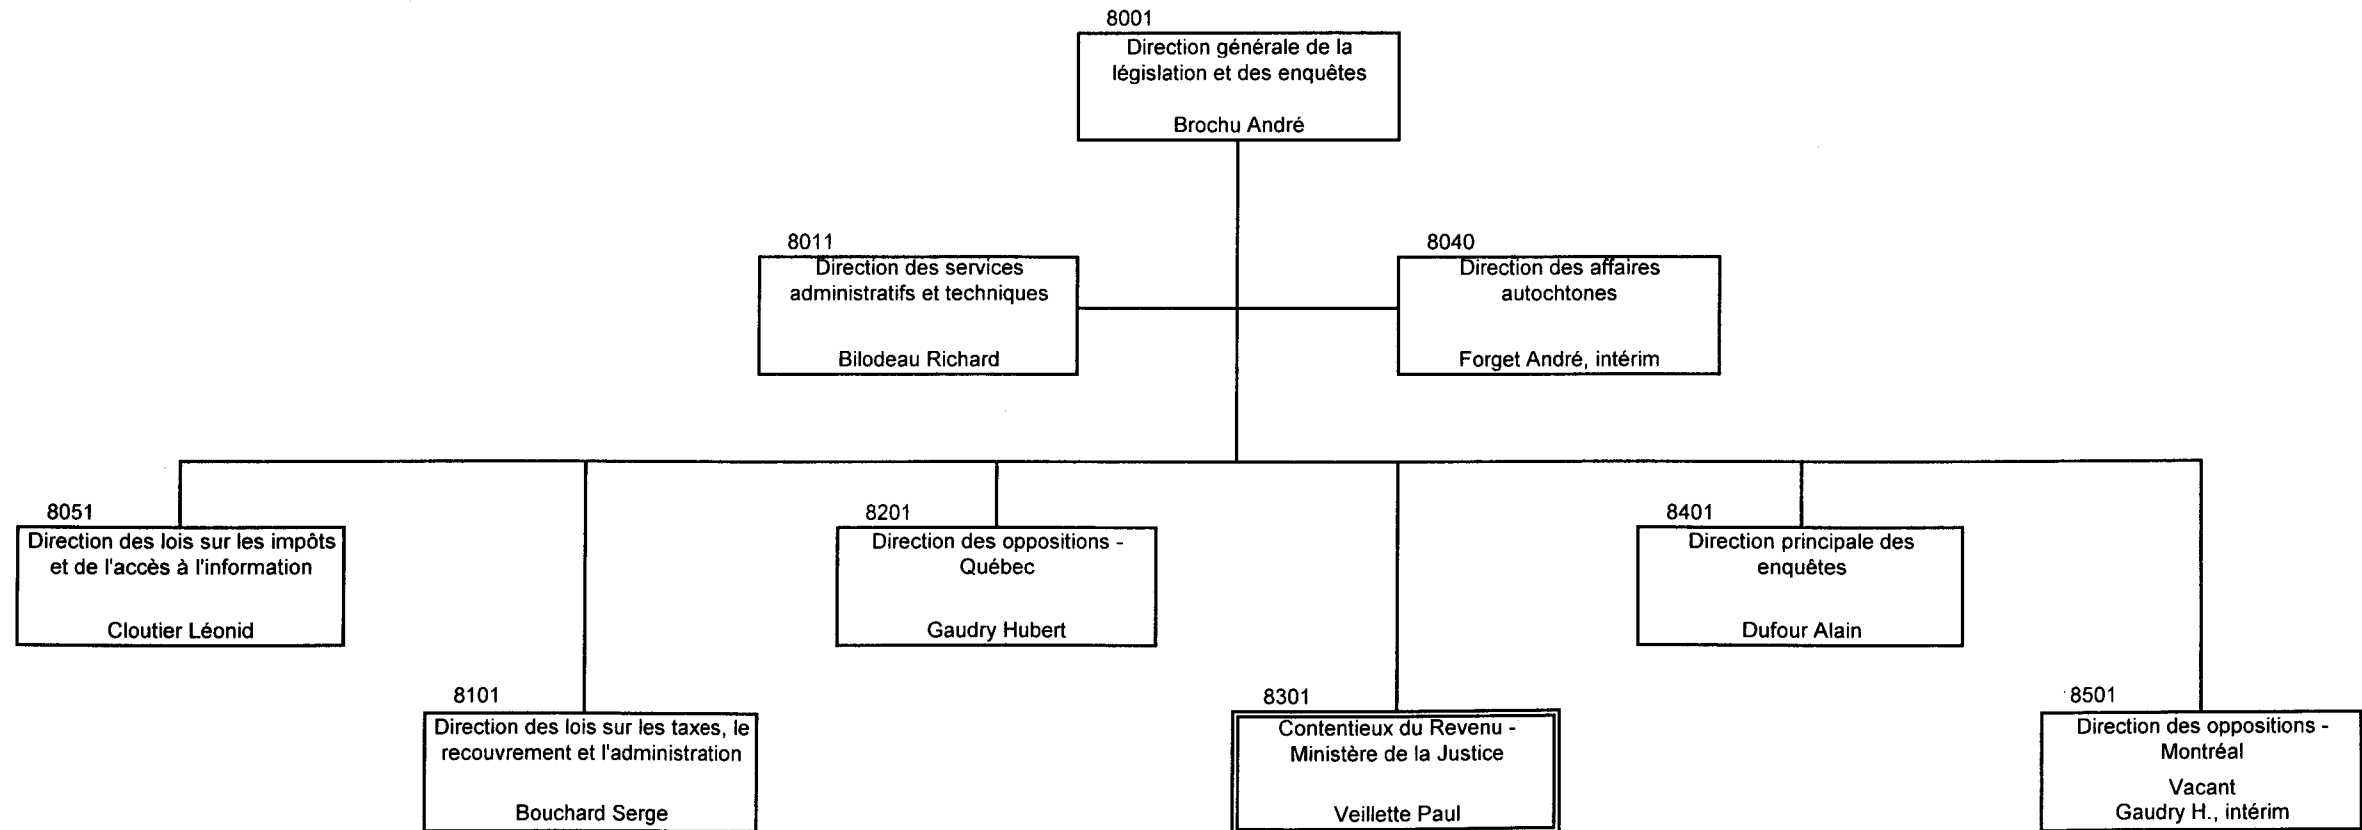 8001
Direction générale de la
législation et des enquêtes
Brochu André
8011
Direction des services
administratifs et techniques
Bilodeau Richard
8040
Direction des affaires
autochtones
Forget André, intérim
8051
Direction des lois sur les impôts
et de l'accès à l'information
Cloutier Léonid
8201
Direction des oppositions -
Québec
Gaudry Hubert
8401
Direction principale des
enquêtes
Dufour Alain
8101
Direction des lois sur les taxes, le
recouvrement et l'administration
Bouchard Serge
8301
Contentieux du Revenu -
Ministère de la Justice
Veillette Paul
8501
Direction des oppositions -
Montréal
Vacant
Gaudry H., intérim